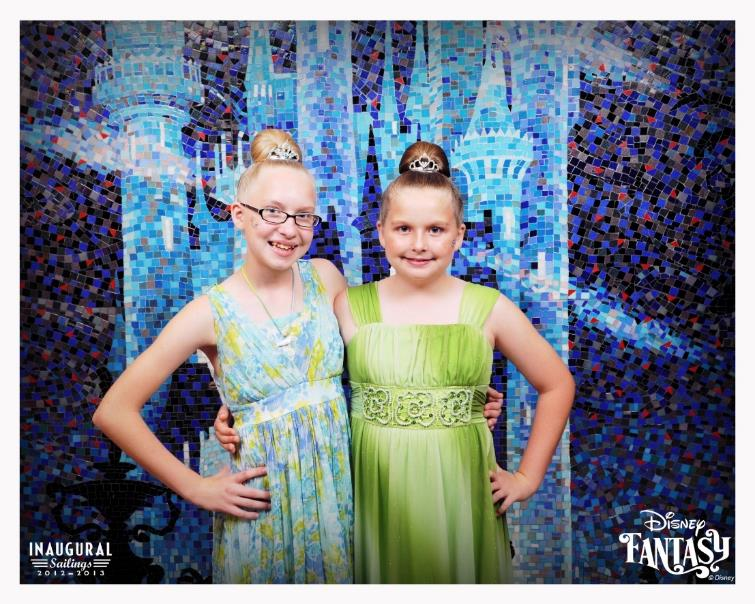 INAUGURAL
Sailings
2012-2013
Disney
FANTASY
© Disney